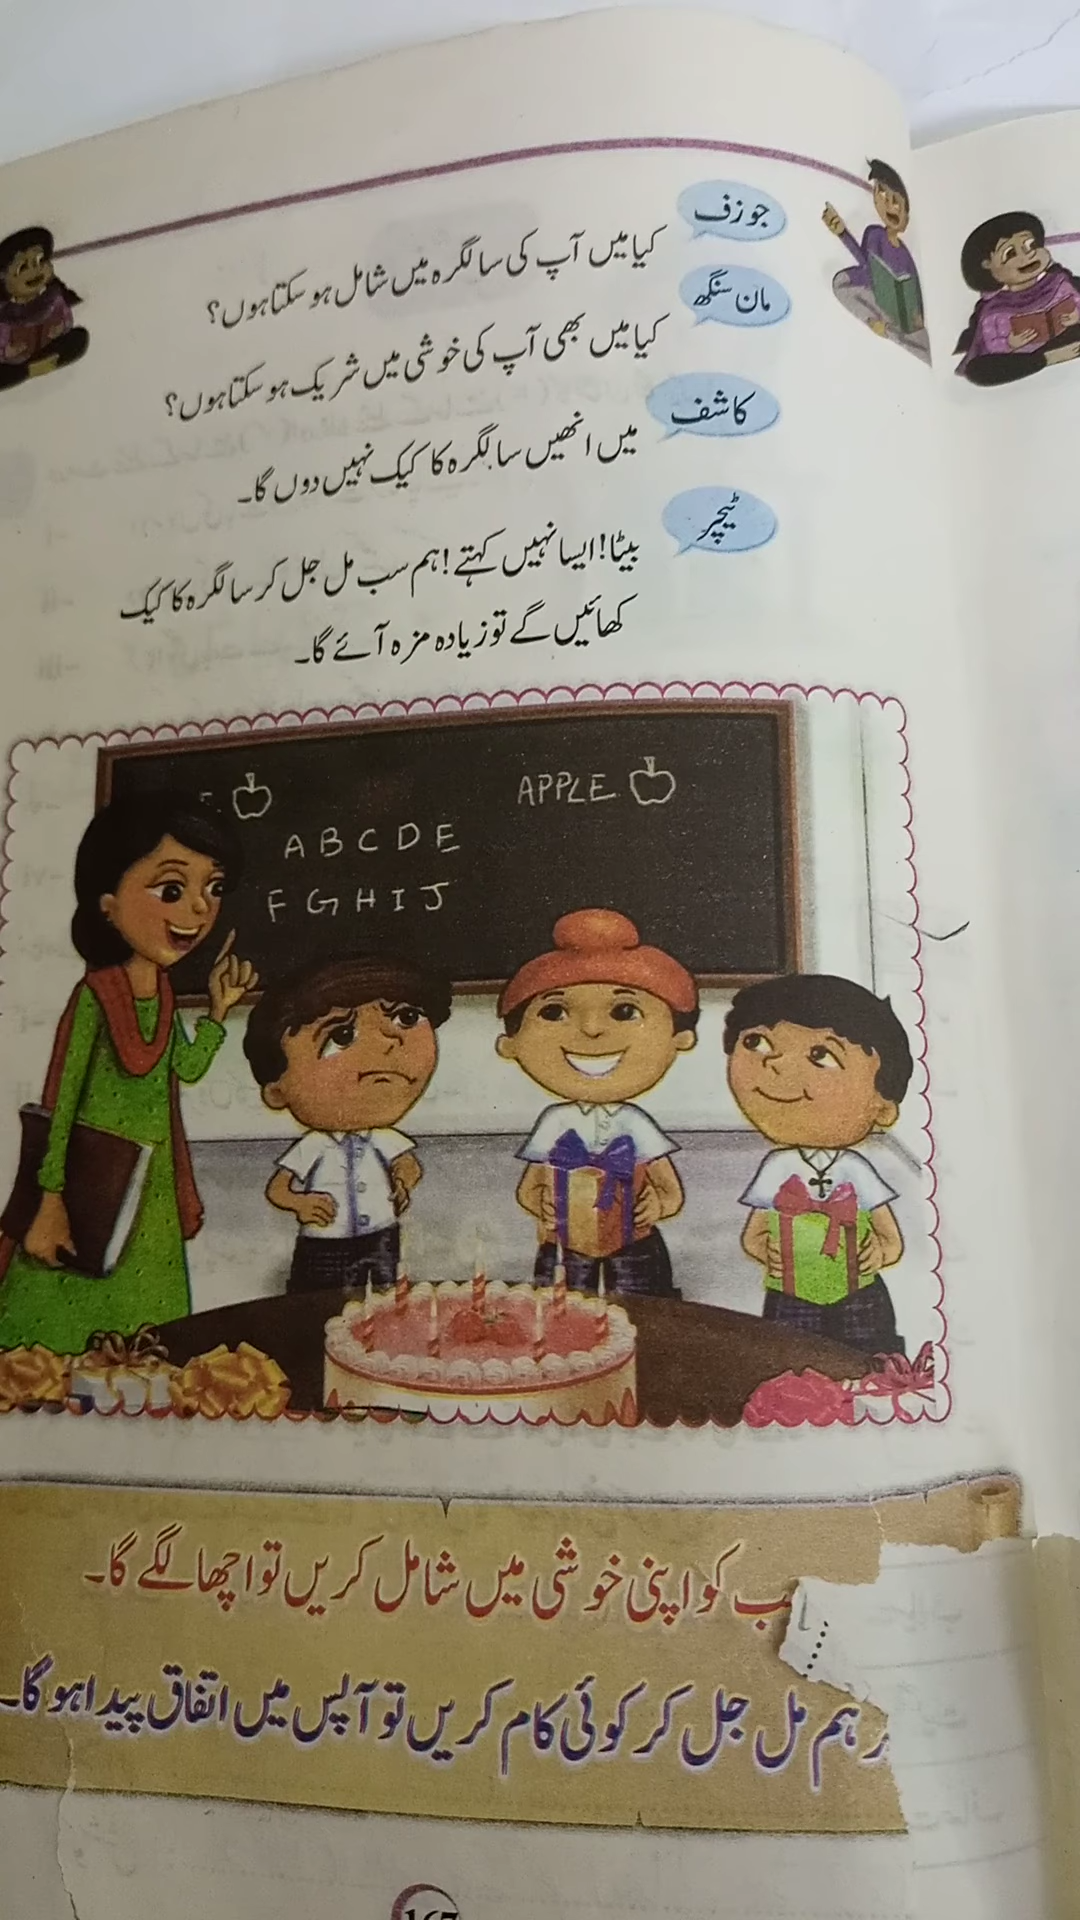 جوزف
کیا میں آپ کی سالگرہ میں شامل ہو سکتا ہوں؟
مان سنگھ
کیا میں بھی آپ کی خوشی میں شریک ہو سکتا ہوں؟
کاشف
میں انھیں سالگرہ کا کیک نہیں دوں گا۔
ٹیچر
بیٹا! ایسا نہیں کہتے! ہم سب مل جل کر سالگرہ کا کیک
کھائیں گے تو زیادہ مزہ آئے گا۔
APPLE
A B C D E
F G H I J
کو اپنی خوشی میں شامل کریں تو اچھا لگے گا۔
ہم مل جل کر کوئی کام کریں تو آپس میں اتفاق پیدا ہو گا۔
167